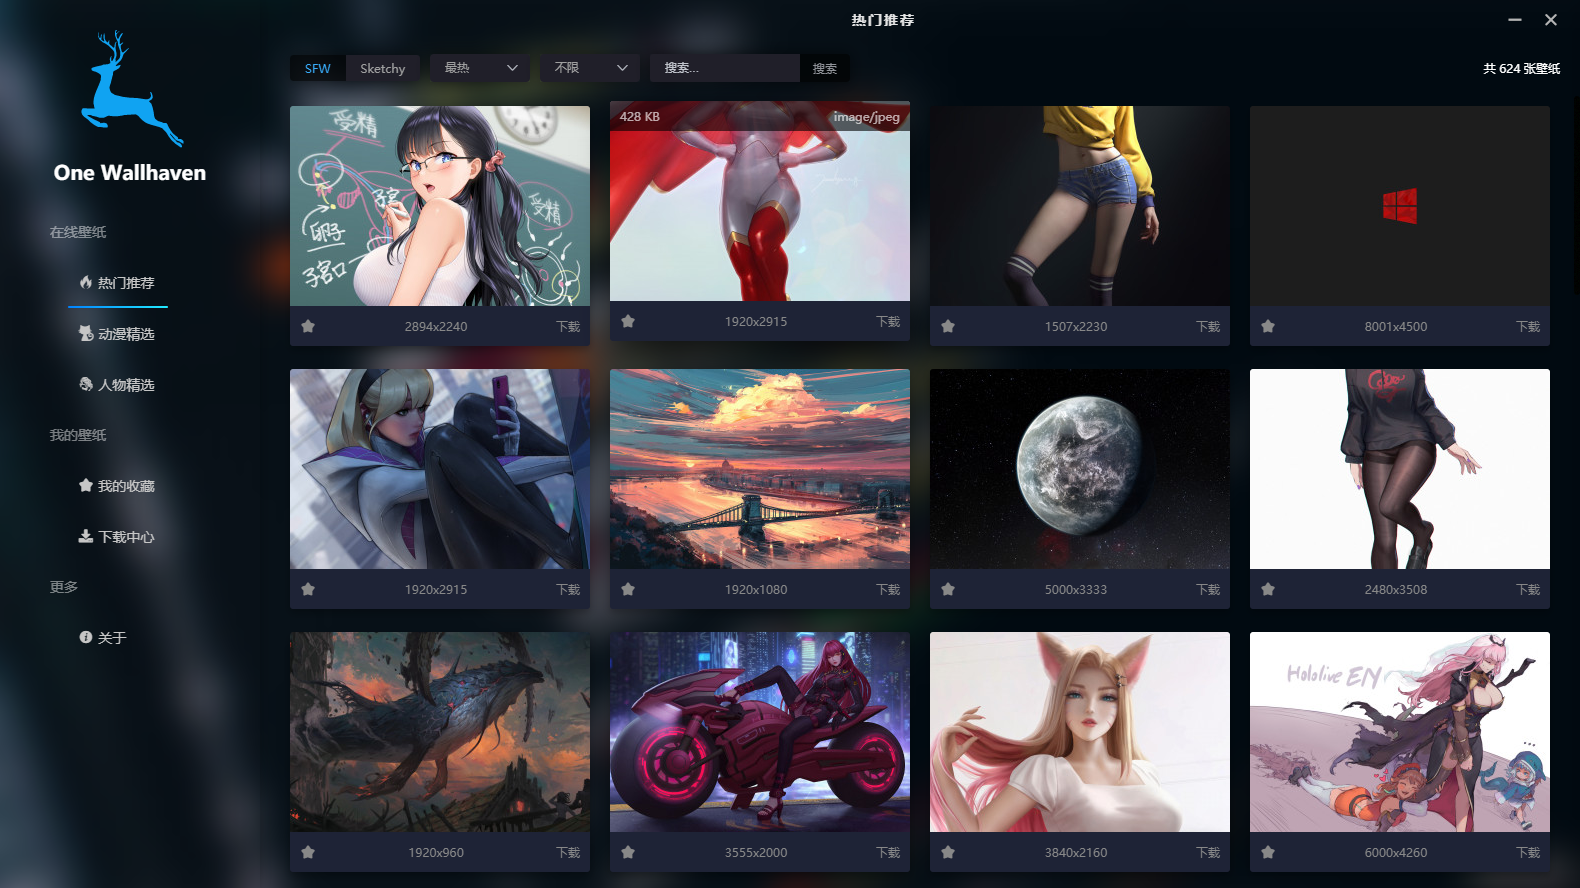 热门推荐
One Wallhaven
在线壁纸
热门推荐
动漫精选
人物精选
我的壁纸
我的收藏
下载中心
更多
关于
SFW Sketchy 最热 不限 搜索... 搜索
共 624 张壁纸
受精
子宮
卵子
子宮口
受精
2894x2240 下载
428 KB image/jpeg
1920x2915 下载
1507x2230 下载
8001x4500 下载
1920x2915 下载
1920x1080 下载
5000x3333 下载
2480x3508 下载
1920x960 下载
3555x2000 下载
3840x2160 下载
Hololive EN
6000x4260 下载